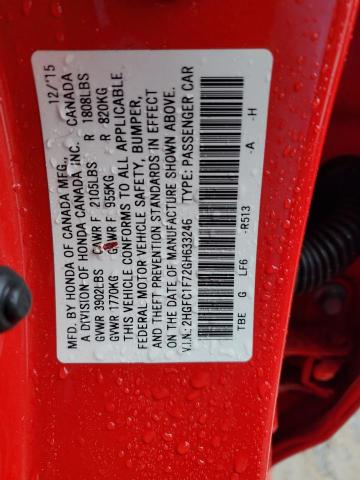 MFD. BY HONDA OF CANADA MFG., 12/'15
A DIVISION OF HONDA CANADA INC. CANADA
GVWR 3902LBS GAWR F 2105LBS R 1808LBS
GVWR 1770KG GAWR F 955KG R 820KG
THIS VEHICLE CONFORMS TO ALL APPLICABLE
FEDERAL MOTOR VEHICLE SAFETY, BUMPER,
& THEFT PREVENTION STANDARDS IN EFFECT
ON THE DATE OF MANUFACTURE SHOWN ABOVE.
V.I.N.: 2HGFC1F72GH633246 TYPE: PASSENGER CAR
TBE G LF6 -R513 -A -H